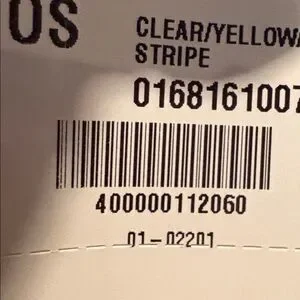 OS
CLEAR/YELLOW/
STRIPE
0168161007
400000112060
01-02201